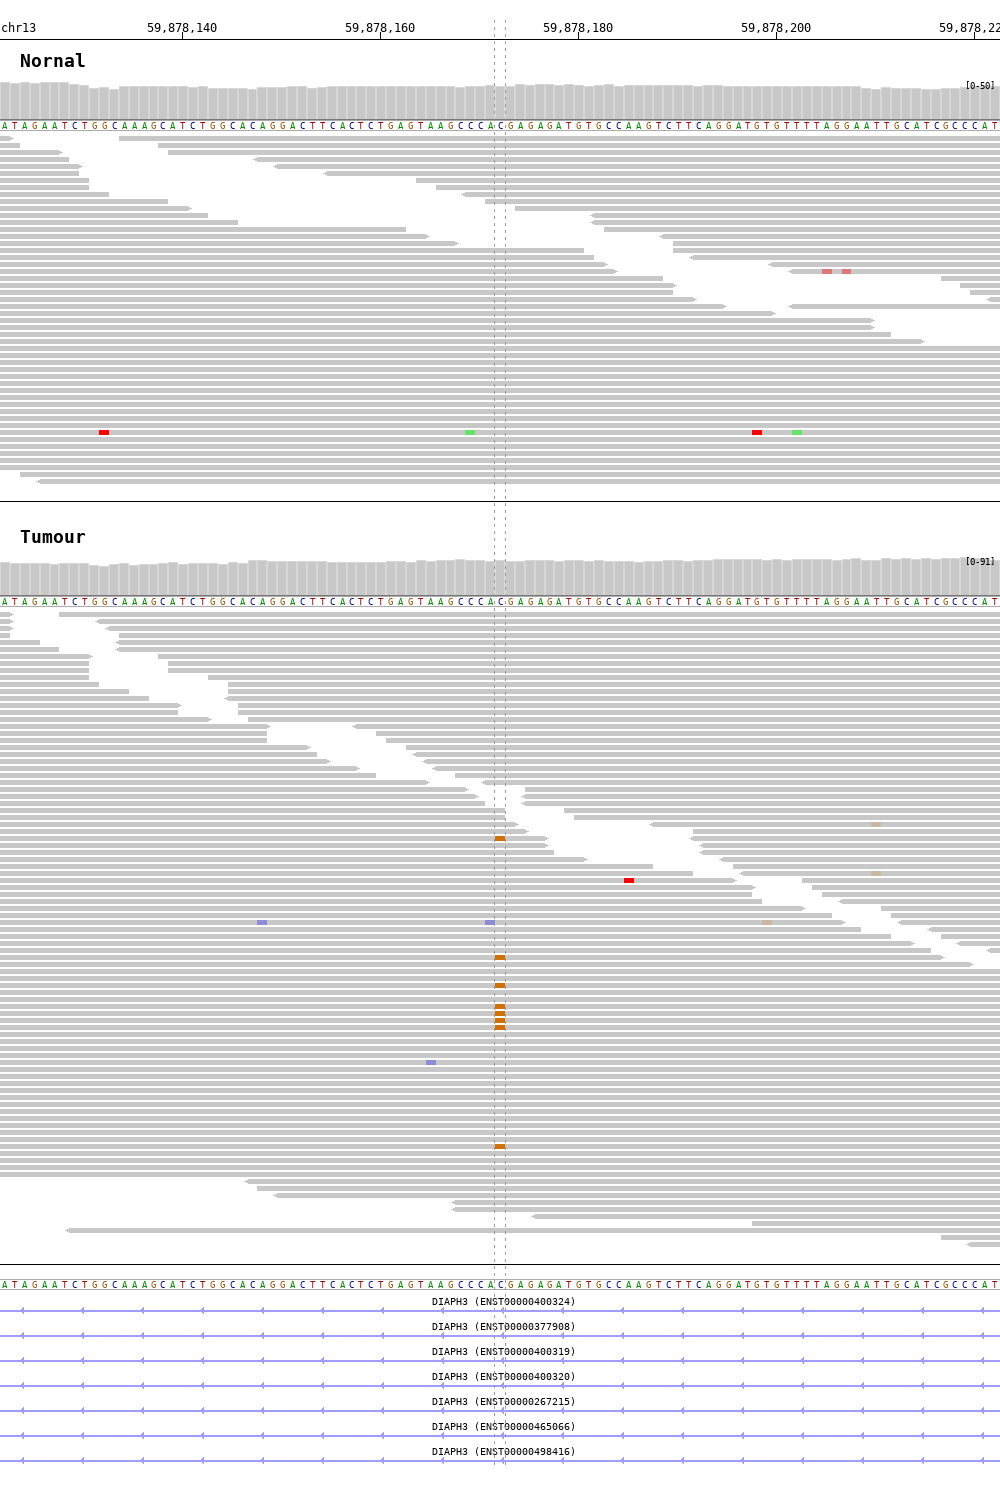 chr13 59,878,140 59,878,160 59,878,180 59,878,200 59,878,22
Nornal
[0-50]
ATAGAATCTGGCAAAGCATCTGGCACAGGACTTCACTCTGAGTAAGCCCACGAGAGATGTGCCAAGTCTTCAGGATGTGTTTTAGGAATTGCATCGCCCAT
Tumour
[0-91]
ATAGAATCTGGCAAAGCATCTGGCACAGGACTTCACTCTGAGTAAGCCCACGAGAGATGTGCCAAGTCTTCAGGATGTGTTTTAGGAATTGCATCGCCCAT
ATAGAATCTGGCAAAGCATCTGGCACAGGACTTCACTCTGAGTAAGCCCACGAGAGATGTGCCAAGTCTTCAGGATGTGTTTTAGGAATTGCATCGCCCAT
DIAPH3 (ENST00000400324)
DIAPH3 (ENST00000377908)
DIAPH3 (ENST00000400319)
DIAPH3 (ENST00000400320)
DIAPH3 (ENST00000267215)
DIAPH3 (ENST00000465066)
DIAPH3 (ENST00000498416)